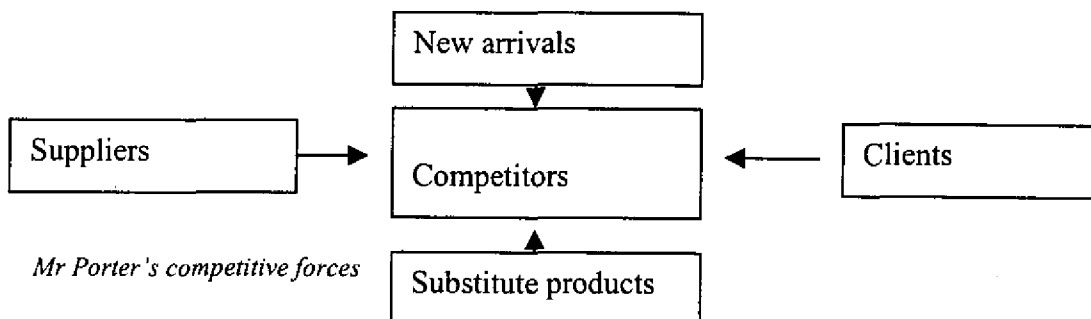 New arrivals
Suppliers
Competitors
Clients
Mr Porter's competitive forces
Substitute products